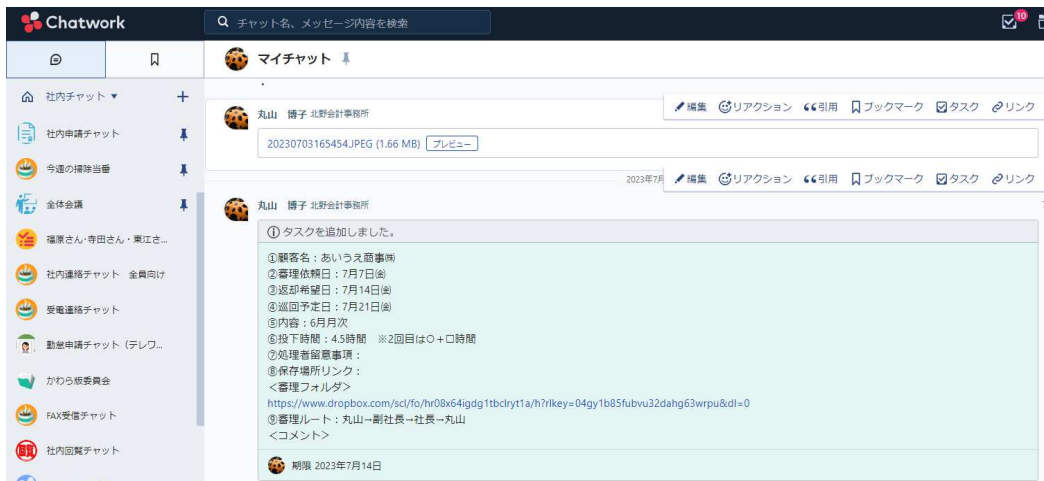 Chatwork
チャット名、メッセージ内容を検索
10
マイチャット
社内チャット ▼ +
社内申請チャット
今週の掃除当番
全体会議
福原さん・寺田さん・東江さ...
社内連絡チャット 全員向け
受電連絡チャット
勤怠申請チャット（テレワ...
かわら版委員会
FAX受信チャット
社内回覧チャット
丸山 博子 北野会計事務所
編集 リアクション 引用 ブックマーク タスク リンク
20230703165454.JPEG (1.66 MB) プレビュー
2023年7月
編集 リアクション 引用 ブックマーク タスク リンク
丸山 博子 北野会計事務所
タスクを追加しました。
①顧客名：あいうえ商事㈱
②審理依頼日：7月7日㈮
③返却希望日：7月14日㈮
④巡回予定日：7月21日㈮
⑤内容：6月月次
⑥投下時間：4.5時間 ※2回目は○＋□時間
⑦処理者留意事項：
⑧保存場所リンク：
＜審理フォルダ＞
https://www.dropbox.com/scl/fo/hr08x64igdg1tbclryt1a/h?rlkey=04gy1b85fubvu32dahg63wrpu&dl=0
⑨審理ルート：丸山→副社長→社長→丸山
＜コメント＞
期限 2023年7月14日